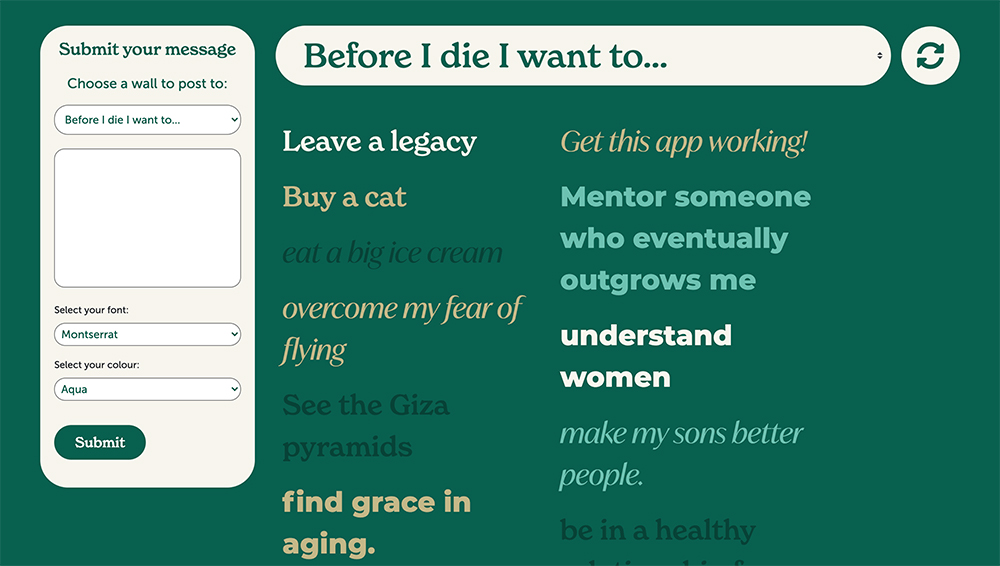 Submit your message
Choose a wall to post to:
Before I die I want to...
Select your font:
Montserrat
Select your colour:
Aqua
Submit
Before I die I want to...
Leave a legacy
Buy a cat
eat a big ice cream
overcome my fear of
flying
See the Giza
pyramids
find grace in
aging.
Get this app working!
Mentor someone
who eventually
outgrows me
understand
women
make my sons better
people.
be in a healthy